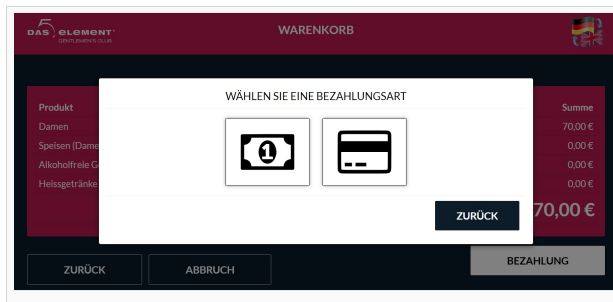 DAS 5 ELEMENT
GENTLEMEN'S CLUB
WARENKORB
WÄHLEN SIE EINE BEZAHLUNGSART
1
Produkt Summe
Damen 70,00 €
Speisen (Dame 0,00 €
Alkoholfreie G 0,00 €
Heissgetränke 0,00 €
70,00 €
ZURÜCK
ZURÜCK ABBRUCH BEZAHLUNG